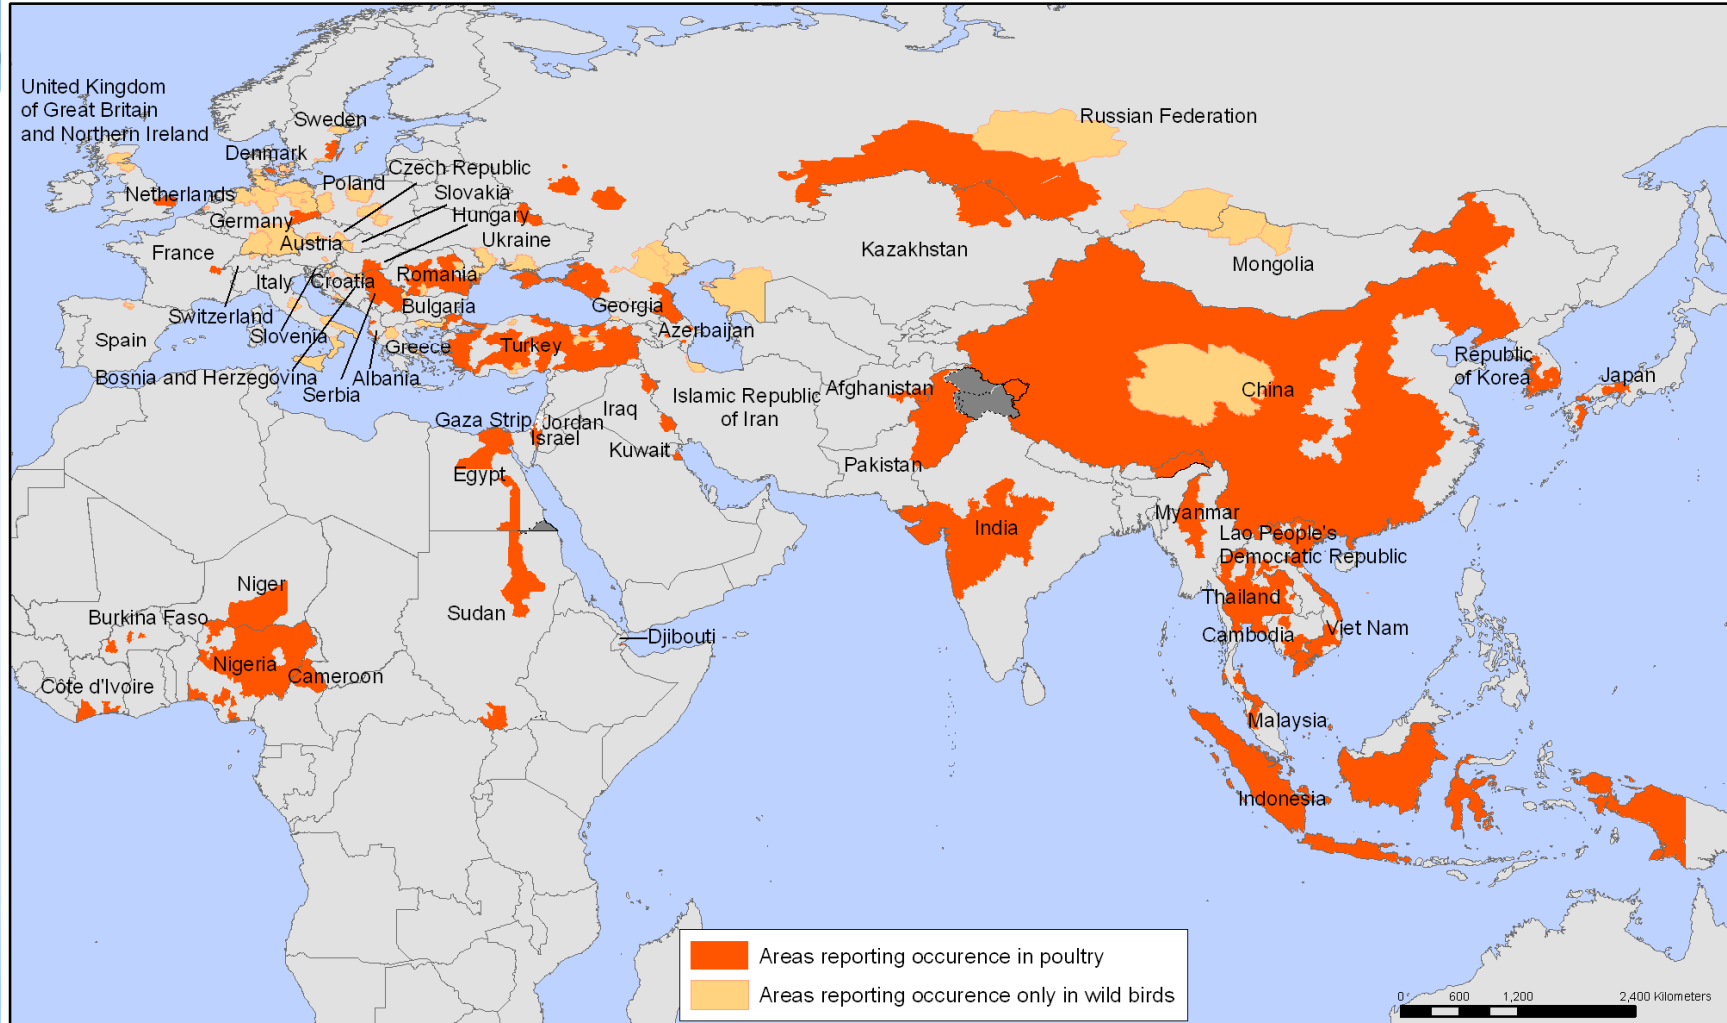 United Kingdom
of Great Britain
and Northern Ireland
Sweden
Denmark
Czech Republic
Poland
Slovakia
Netherlands
Hungary
Germany
Ukraine
Austria
France
Italy
Croatia
Romania
Switzerland
Bulgaria
Georgia
Slovenia
Azerbaijan
Spain
Greece
Turkey
Bosnia and Herzegovina
Albania
Serbia
Russian Federation
Kazakhstan
Mongolia
Republic
of Korea
Japan
China
Afghanistan
Islamic Republic
of Iran
Iraq
Gaza Strip
Jordan
Israel
Kuwait
Pakistan
Egypt
India
Myanmar
Lao People's
Democratic Republic
Niger
Burkina Faso
Sudan
Thailand
Djibouti
Cambodia
Viet Nam
Nigeria
Cameroon
Côte d'Ivoire
Malaysia
Indonesia
Areas reporting occurence in poultry
Areas reporting occurence only in wild birds
0 600 1,200 2,400 Kilometers